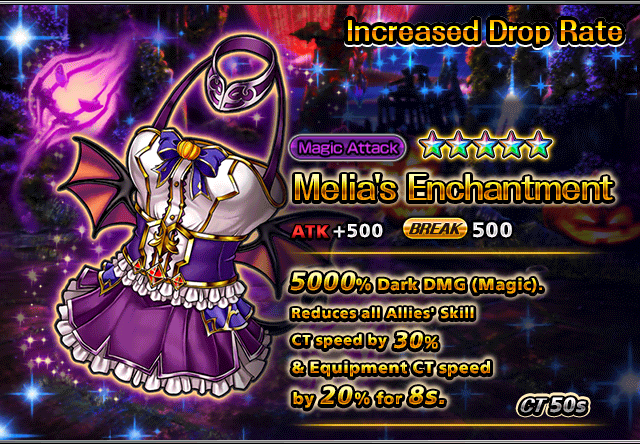 Increased Drop Rate
Magic Attack
Melia's Enchantment
ATK +500 BREAK 500
5000% Dark DMG (Magic).
Reduces all Allies' Skill
CT speed by 30%
& Equipment CT speed
by 20% for 8s.
CT 50s